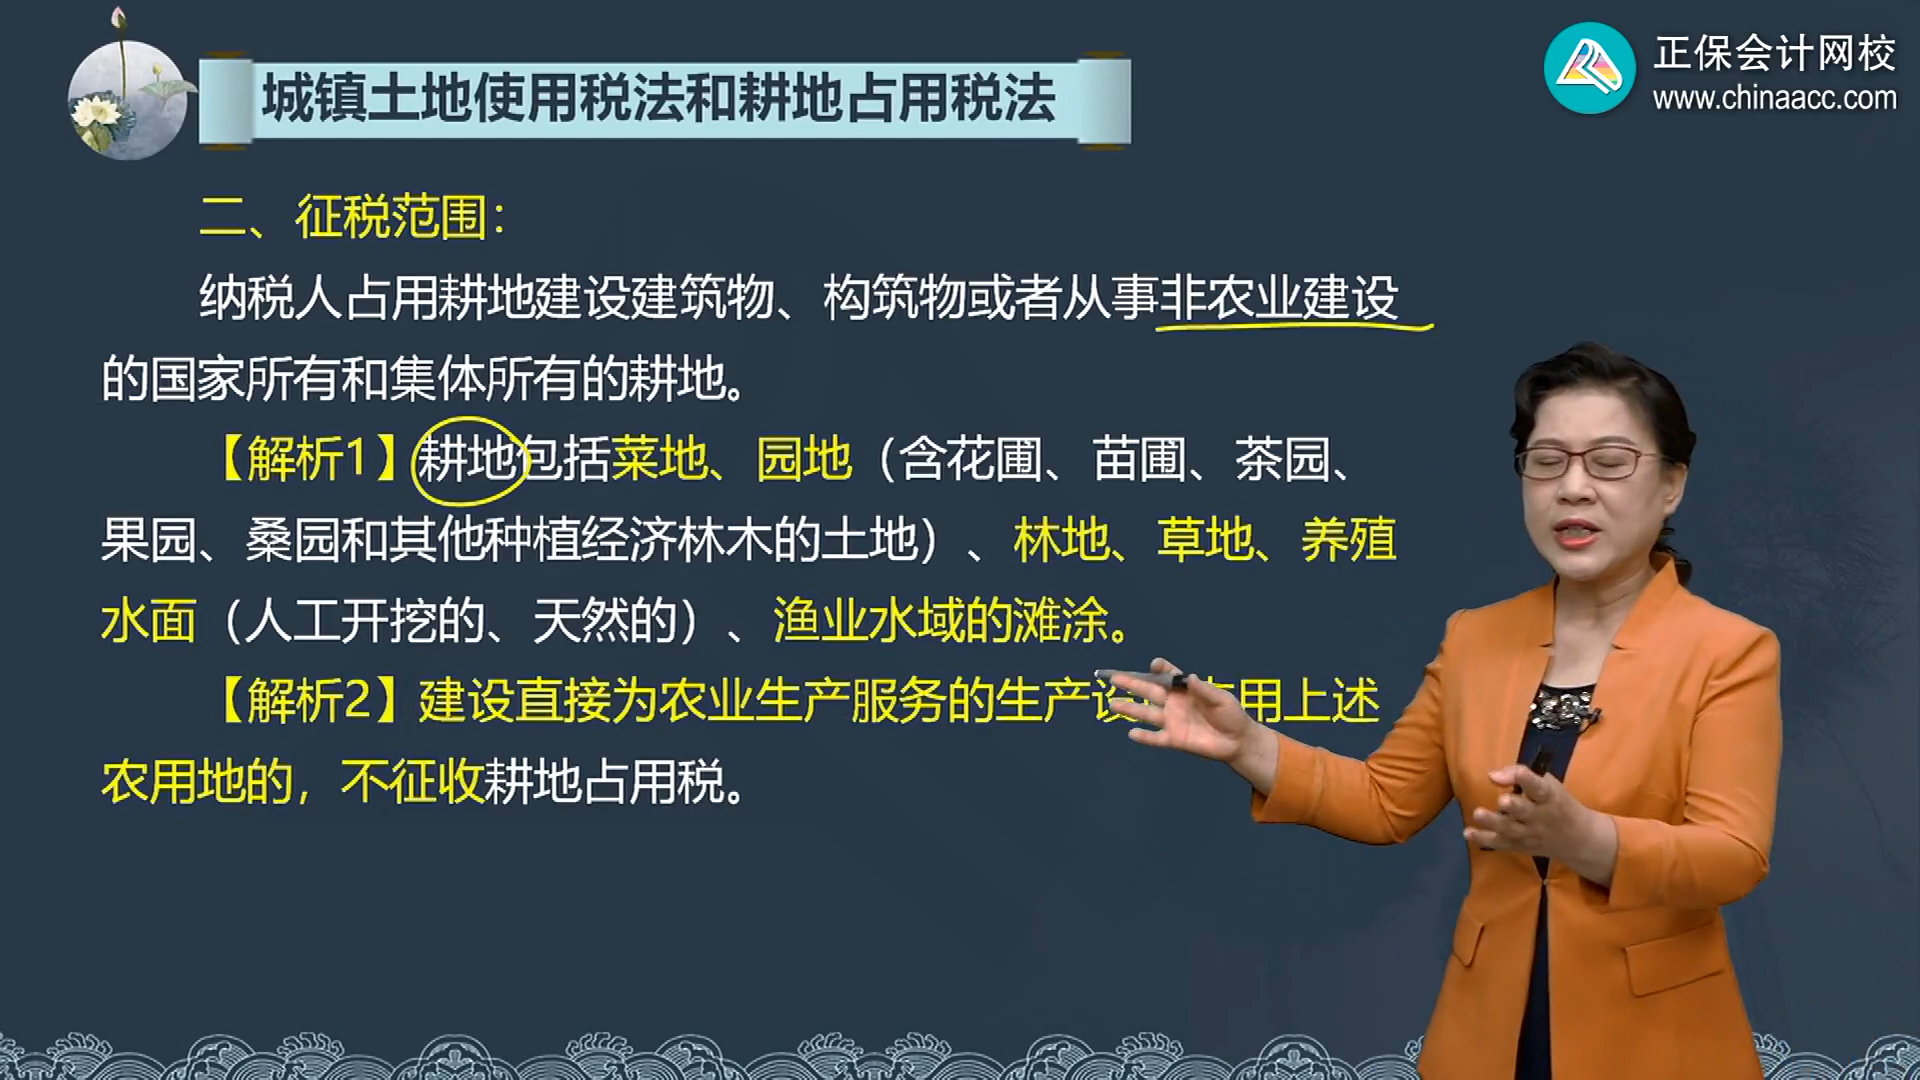 城镇土地使用税法和耕地占用税法
正保会计网校
www.chinaacc.com
二、征税范围：
纳税人占用耕地建设建筑物、构筑物或者从事非农业建设
的国家所有和集体所有的耕地。
【解析1】耕地包括菜地、园地（含花圃、苗圃、茶园、
果园、桑园和其他种植经济林木的土地）、林地、草地、养殖
水面（人工开挖的、天然的）、渔业水域的滩涂。
【解析2】建设直接为农业生产服务的生产设 用上述
农用地的，不征收耕地占用税。